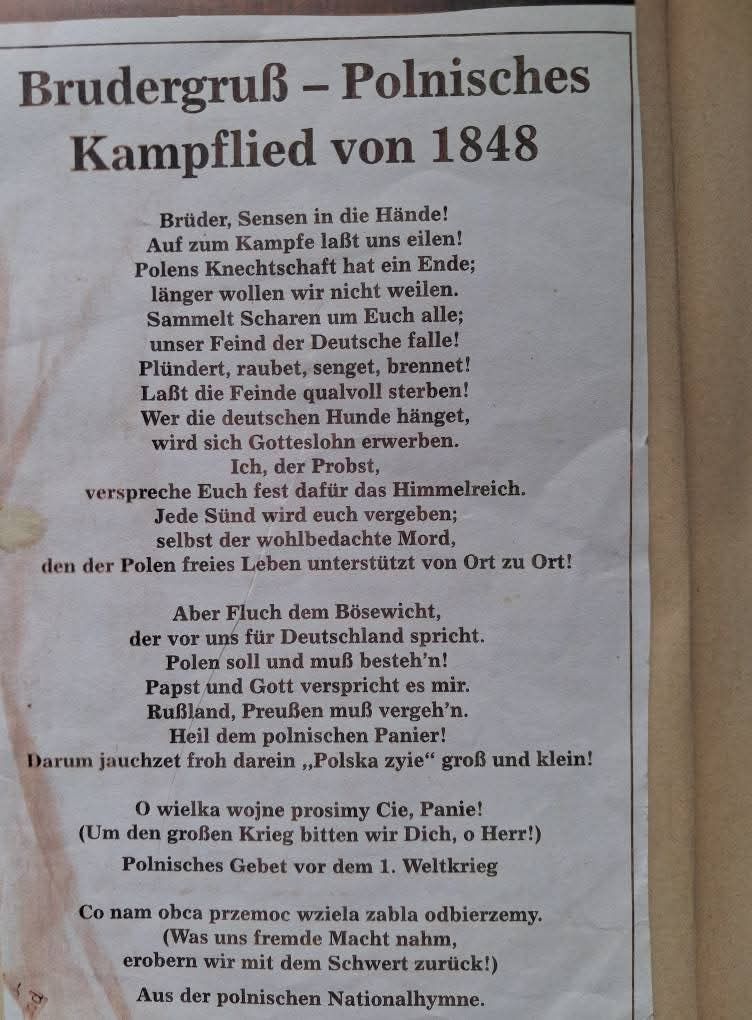 Brudergruß – Polnisches
Kampflied von 1848
Brüder, Sensen in die Hände!
Auf zum Kampfe laßt uns eilen!
Polens Knechtschaft hat ein Ende;
länger wollen wir nicht weilen.
Sammelt Scharen um Euch alle;
unser Feind der Deutsche falle!
Plündert, raubet, senget, brennet!
Laßt die Feinde qualvoll sterben!
Wer die deutschen Hunde hänget,
wird sich Gotteslohn erwerben.
Ich, der Probst,
verspreche Euch fest dafür das Himmelreich.
Jede Sünd wird euch vergeben;
selbst der wohlbedachte Mord,
den der Polen freies Leben unterstützt von Ort zu Ort!
Aber Fluch dem Bösewicht,
der vor uns für Deutschland spricht.
Polen soll und muß besteh’n!
Papst und Gott verspricht es mir.
Rußland, Preußen muß vergeh’n.
Heil dem polnischen Panier!
Darum jauchzet froh darein „Polska zyie“ groß und klein!
O wielka wojne prosimy Cie, Panie!
(Um den großen Krieg bitten wir Dich, o Herr!)
Polnisches Gebet vor dem 1. Weltkrieg
Co nam obca przemoc wziela zabla odbierzemy.
(Was uns fremde Macht nahm,
erobern wir mit dem Schwert zurück!)
Aus der polnischen Nationalhymne.